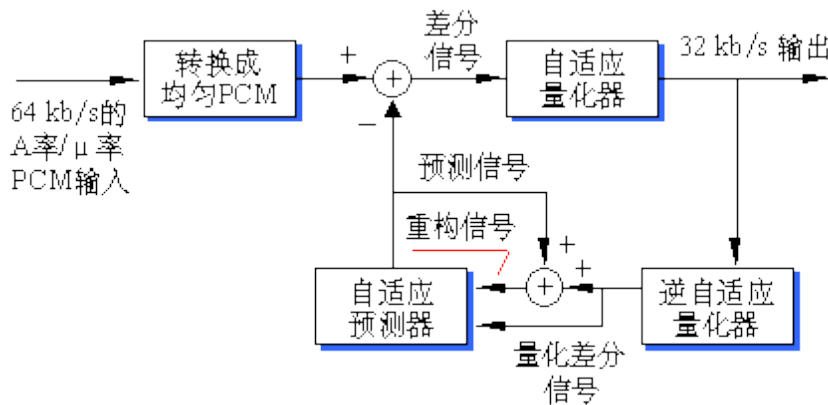 转换成
均匀PCM
64 kb/s的
A率/μ率
PCM输入
+
+
差分
信号
自适应
量化器
32 kb/s 输出
−
预测信号
重构信号
+
+
+
自适应
预测器
逆自适应
量化器
量化差分
信号